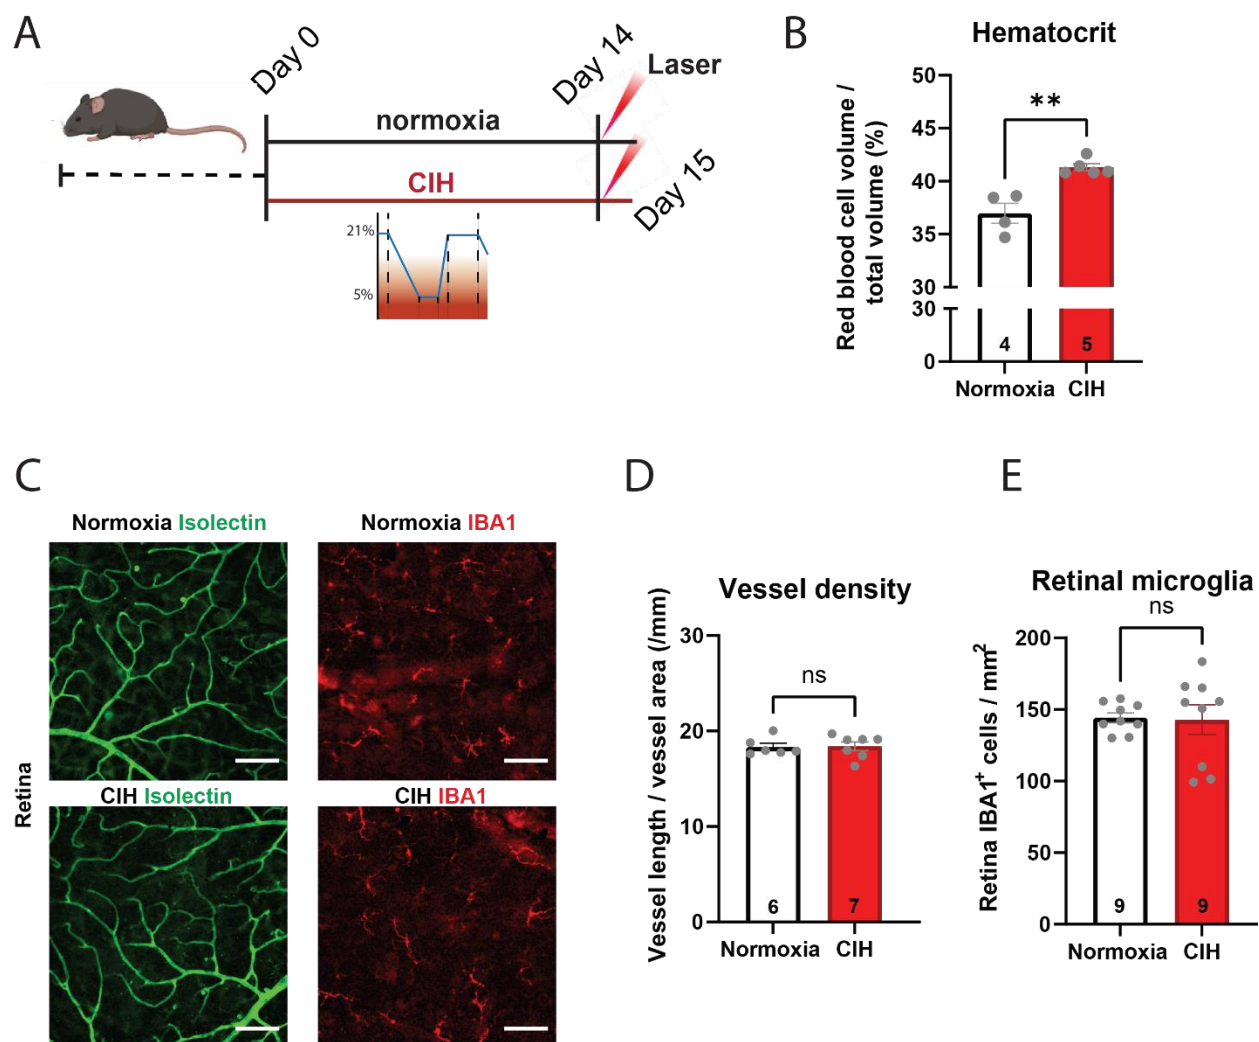 A
Day 0
Day 14
Laser
normoxia
CIH
Day 15
21%
5%
B
Hematocrit
Red blood cell volume /
total volume (%)
50
45
40
35
30
30
0
**
4
5
Normoxia
CIH
C
Normoxia Isolectin
Normoxia IBA1
Retina
CIH Isolectin
CIH IBA1
D
Vessel density
Vessel length / vessel area (/mm)
30
20
10
0
ns
6
7
Normoxia
CIH
E
Retinal microglia
Retina IBA1⁺ cells / mm²
200
150
100
50
0
ns
9
9
Normoxia
CIH